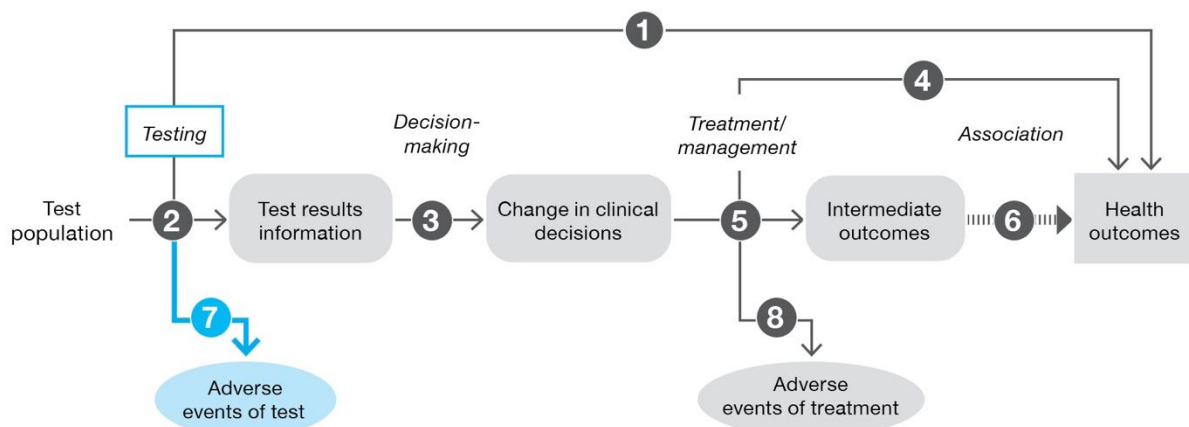 1
4
Testing
Decision-
making
Treatment/
management
Association
Test
population
2
Test results
information
3
Change in clinical
decisions
5
Intermediate
outcomes
6
Health
outcomes
7
8
Adverse
events of test
Adverse
events of treatment